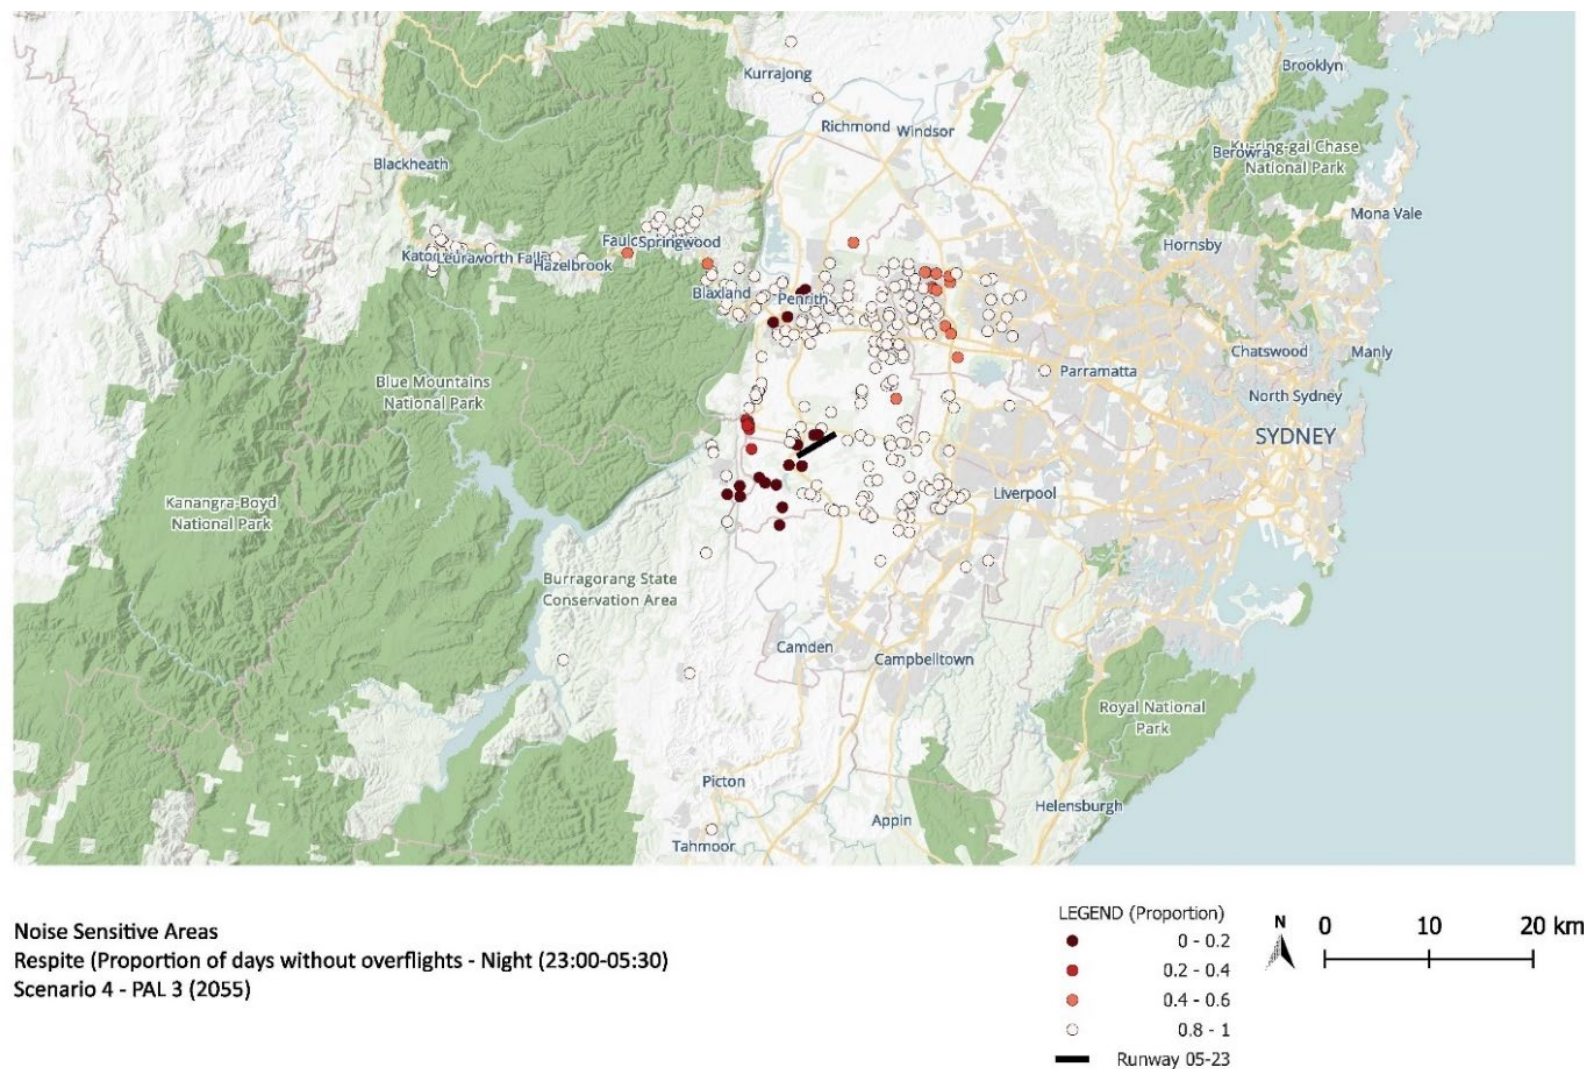 Brooklyn
Kurrajong
Richmond
Windsor
Blackheath
Berowra
Ku-ring-gai Chase
National Park
Mona Vale
Hornsby
Springwood
Hazelbrook
Blaxland
Penrith
Chatswood
Manly
Parramatta
Blue Mountains
National Park
North Sydney
SYDNEY
Liverpool
Kanangra-Boyd
National Park
Burragorang State
Conservation Area
Camden
Campbelltown
Royal National
Park
Picton
Helensburgh
Appin
Tahmoor
Noise Sensitive Areas
Respite (Proportion of days without overflights - Night (23:00-05:30)
Scenario 4 - PAL 3 (2055)
LEGEND (Proportion)
0 - 0.2
0.2 - 0.4
0.4 - 0.6
0.8 - 1
Runway 05-23
N
0 10 20 km